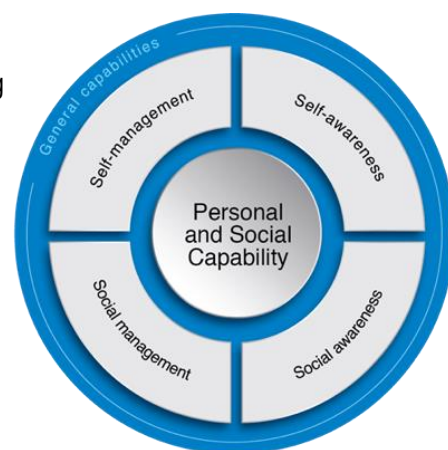 g
General capabilities
Self-management
Self-awareness
Personal
and Social
Capability
Social management
Social awareness